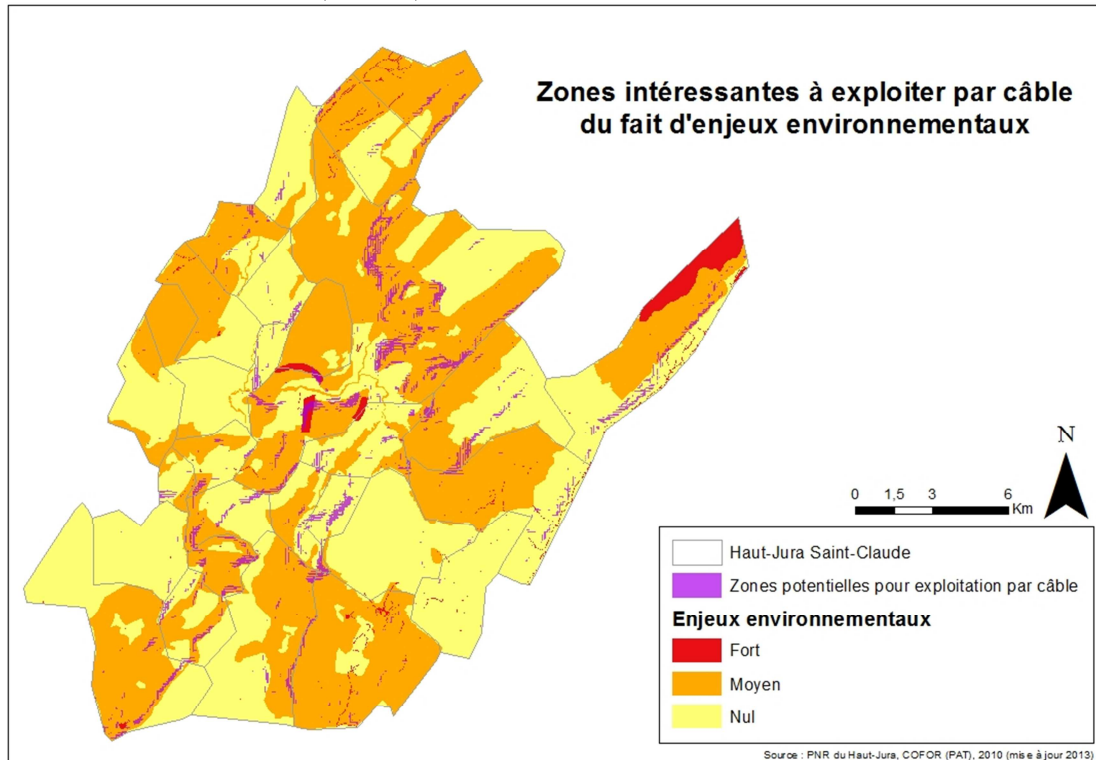 Zones intéressantes à exploiter par câble
du fait d'enjeux environnementaux
N
0 1,5 3 6
Km
Haut-Jura Saint-Claude
Zones potentielles pour exploitation par câble
Enjeux environnementaux
Fort
Moyen
Nul
Source : PNR du Haut-Jura, COFOR (PAT), 2010 (mise à jour 2013)